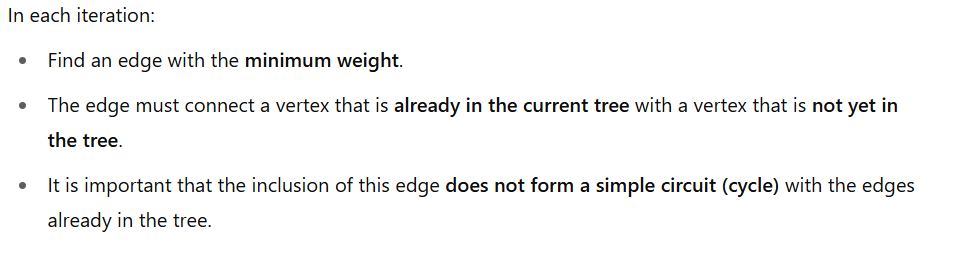 In each iteration:
• Find an edge with the minimum weight.
• The edge must connect a vertex that is already in the current tree with a vertex that is not yet in
the tree.
• It is important that the inclusion of this edge does not form a simple circuit (cycle) with the edges
already in the tree.